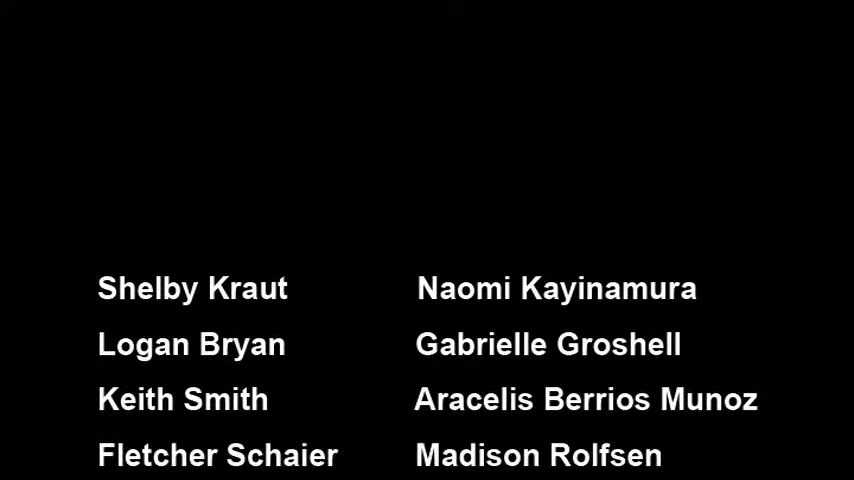 Shelby Kraut Naomi Kayinamura
Logan Bryan Gabrielle Groshell
Keith Smith Aracelis Berrios Munoz
Fletcher Schaier Madison Rolfsen